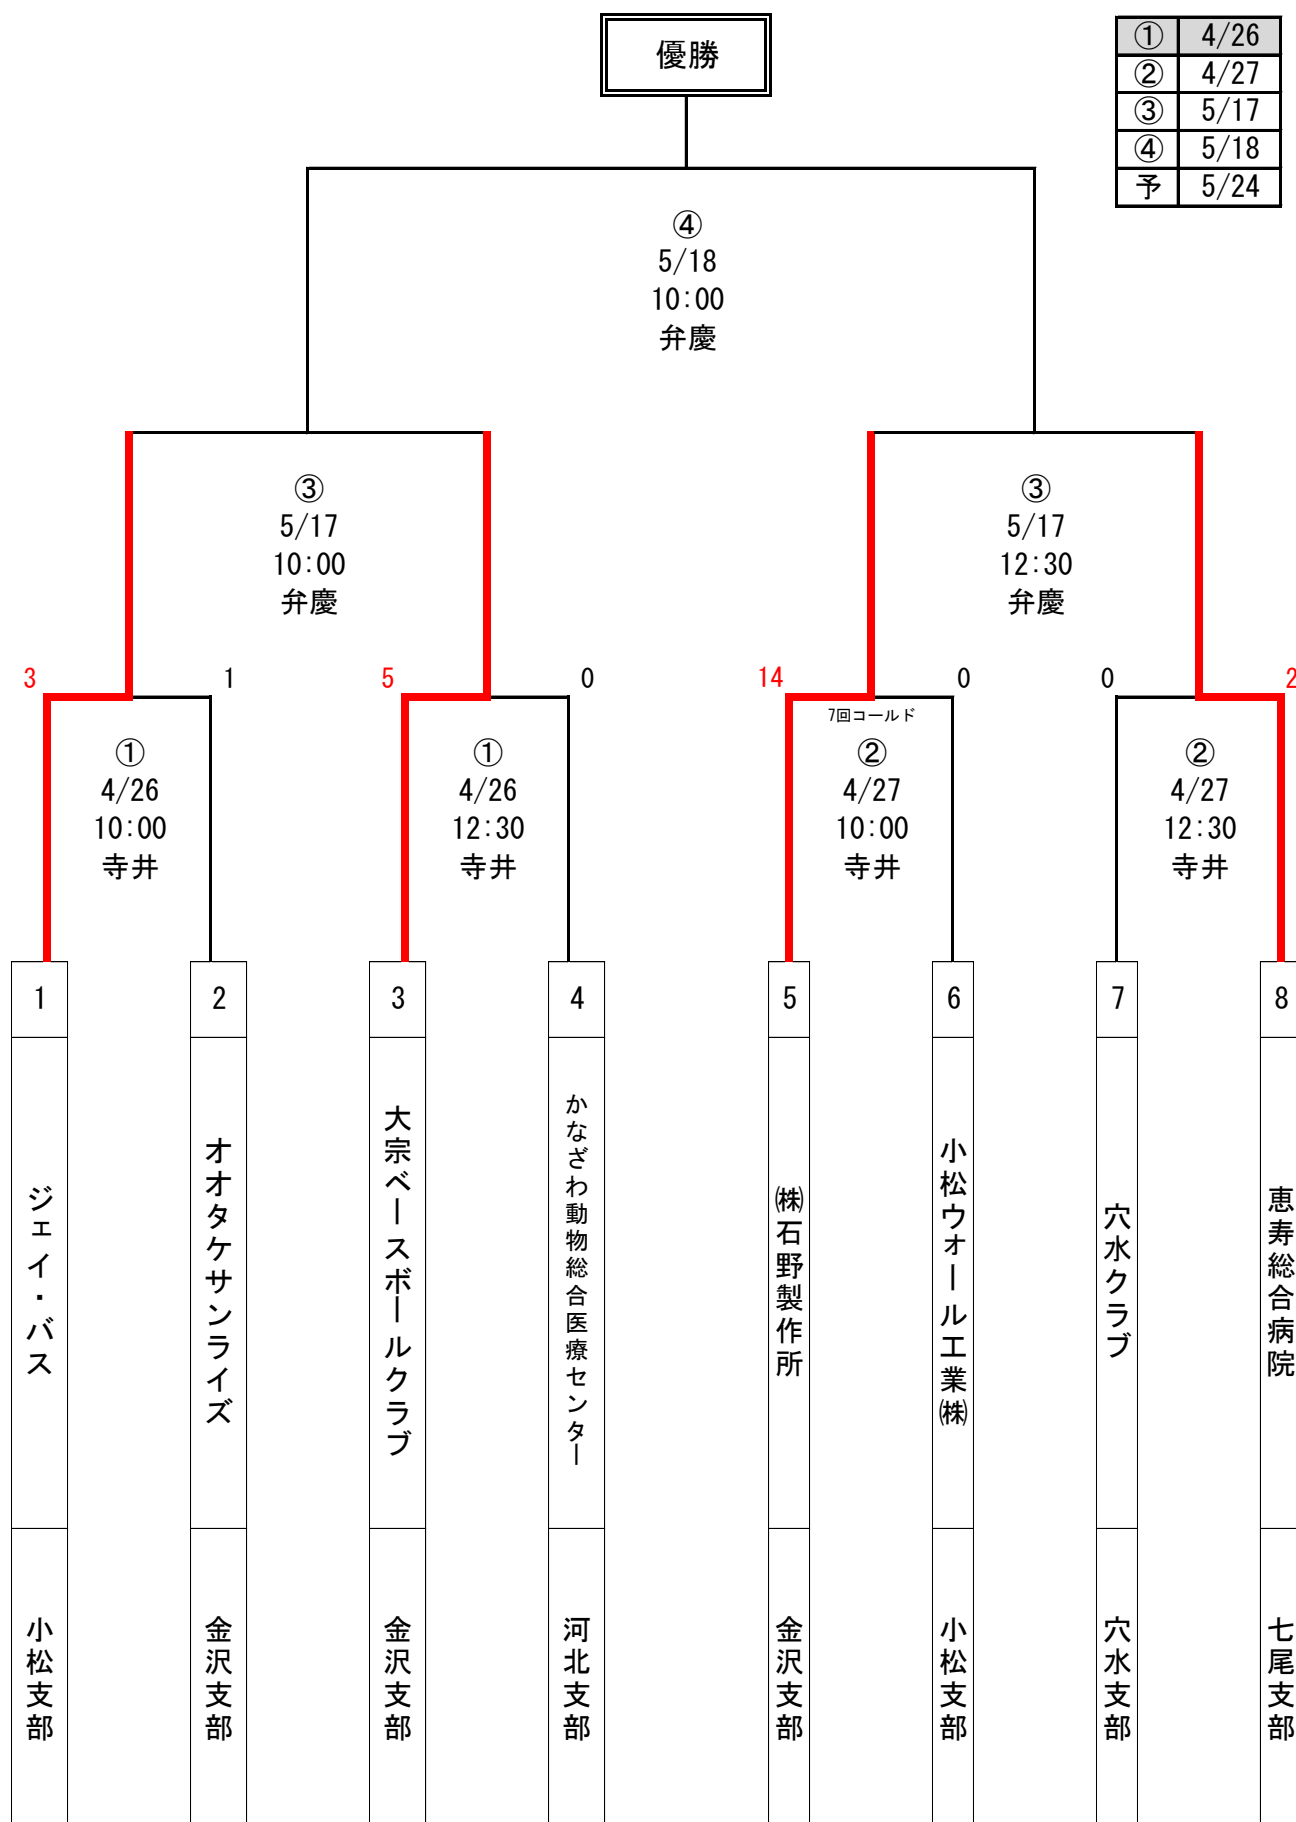 優勝
① 4/26
② 4/27
③ 5/17
④ 5/18
予 5/24
④
5/18
10:00
弁慶
③
5/17
10:00
弁慶
③
5/17
12:30
弁慶
3 1 5 0 14 0 0 2
7回コールド
①
4/26
10:00
寺井
①
4/26
12:30
寺井
②
4/27
10:00
寺井
②
4/27
12:30
寺井
1 2 3 4 5 6 7 8
ジェイ・バス
オオタケサンライズ
大宗ベースボールクラブ
かなざわ動物総合医療センター
㈱石野製作所
小松ウオール工業㈱
穴水クラブ
恵寿総合病院
小松支部
金沢支部
金沢支部
河北支部
金沢支部
小松支部
穴水支部
七尾支部